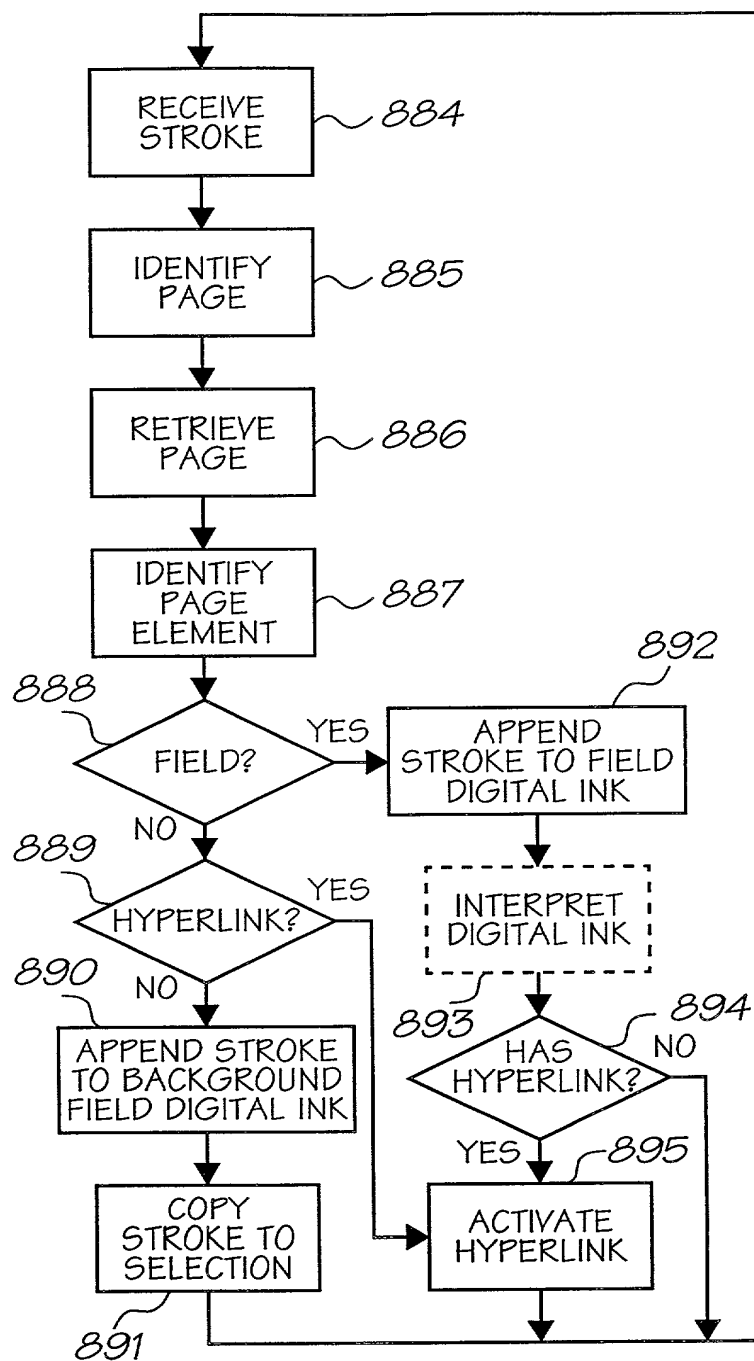 RECEIVE
STROKE
884
IDENTIFY
PAGE
885
RETRIEVE
PAGE
886
IDENTIFY
PAGE
ELEMENT
887
888
FIELD?
YES
NO
892
APPEND
STROKE TO FIELD
DIGITAL INK
889
HYPERLINK?
YES
NO
INTERPRET
DIGITAL INK
893
890
APPEND STROKE
TO BACKGROUND
FIELD DIGITAL INK
894
HAS
HYPERLINK?
NO
YES
895
COPY
STROKE TO
SELECTION
891
ACTIVATE
HYPERLINK